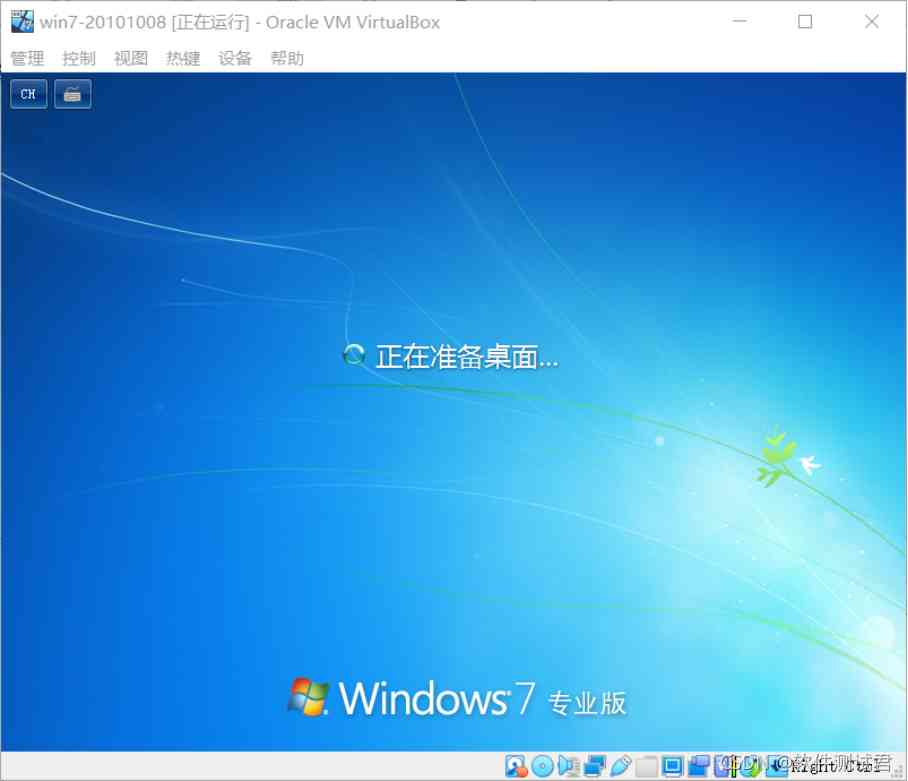 win7-20101008 [正在运行] - Oracle VM VirtualBox
管理 控制 视图 热键 设备 帮助
CH
正在准备桌面...
Windows 7 专业版
CSDN @软件测试君
Right Ctrl